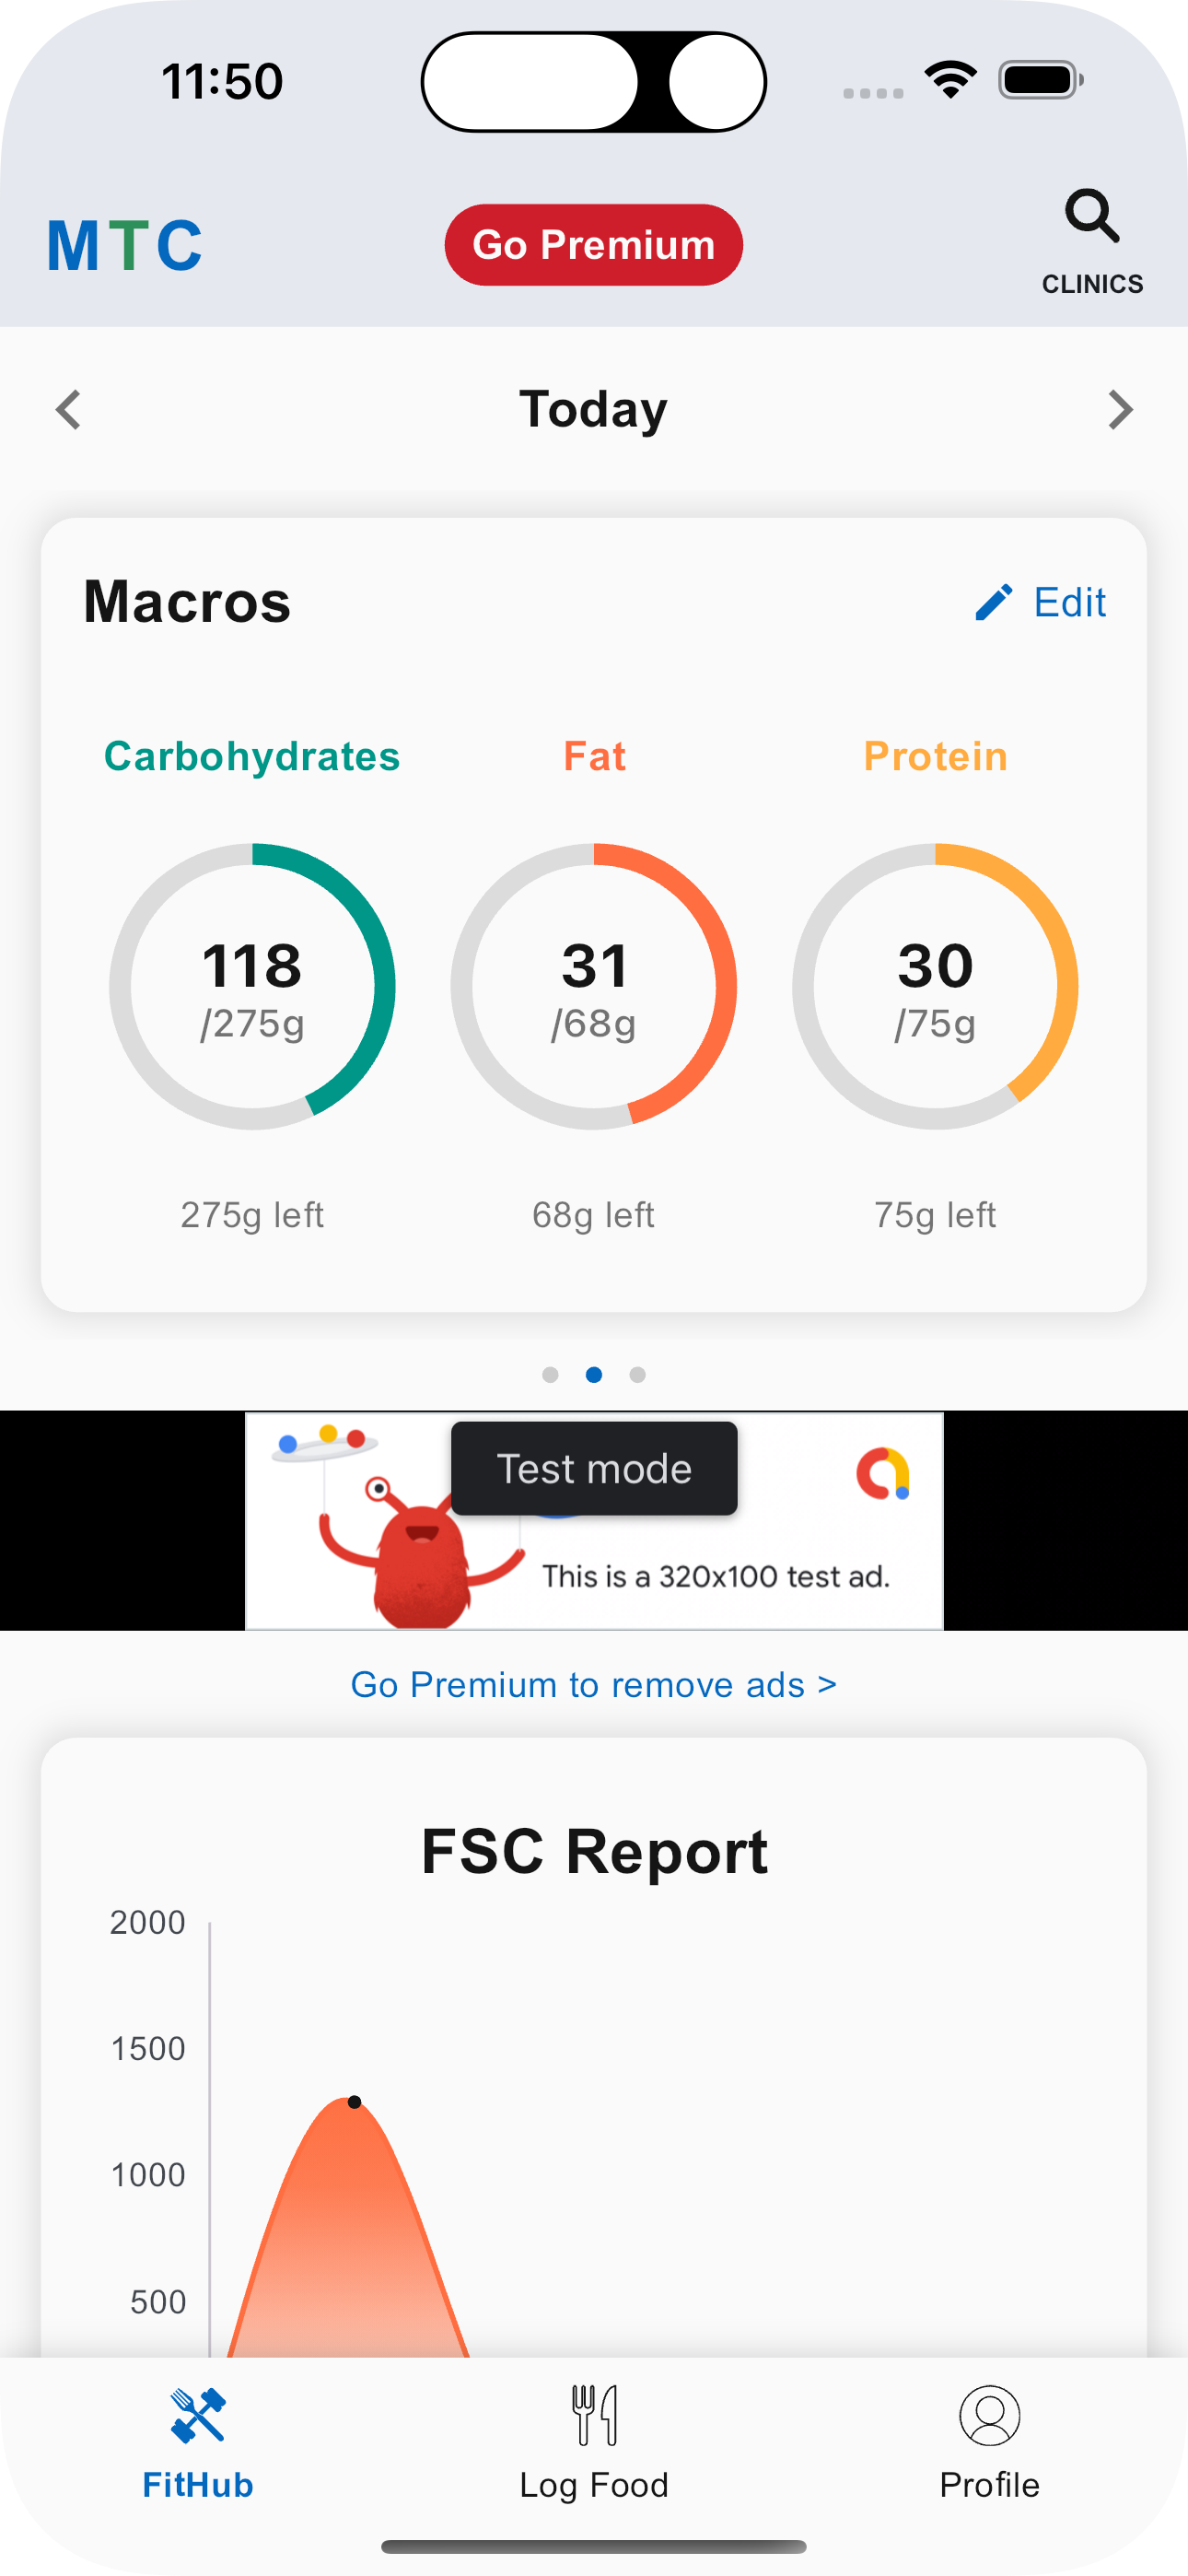 11:50
MTC
Go Premium
CLINICS
Today
Macros
Edit
Carbohydrates
Fat
Protein
118
/275g
31
/68g
30
/75g
275g left
68g left
75g left
Test mode
This is a 320x100 test ad.
Go Premium to remove ads >
FSC Report
2000
1500
1000
500
FitHub
Log Food
Profile